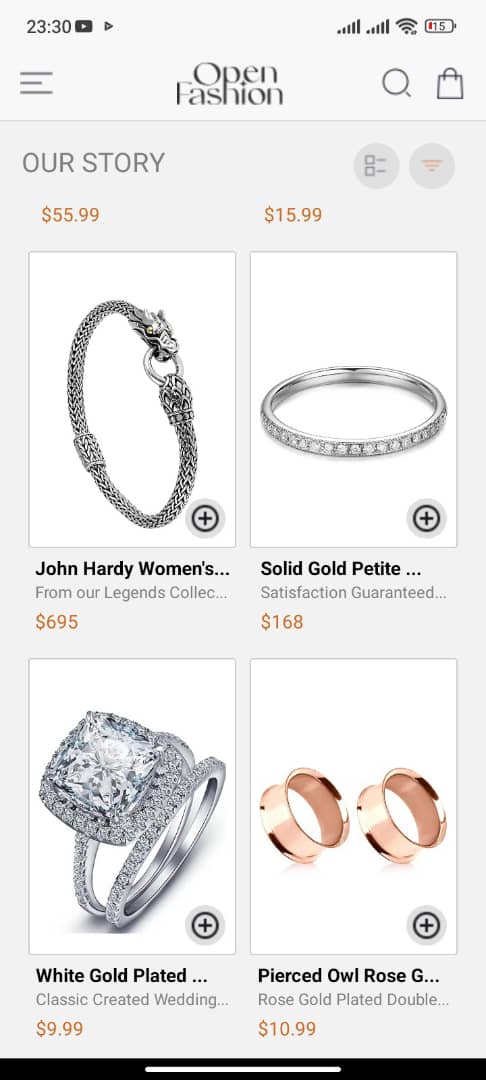 23:30
15
Open
Fashion
OUR STORY
$55.99
$15.99
John Hardy Women's...
From our Legends Collec...
$695
Solid Gold Petite ...
Satisfaction Guaranteed...
$168
White Gold Plated ...
Classic Created Wedding...
$9.99
Pierced Owl Rose G...
Rose Gold Plated Double...
$10.99